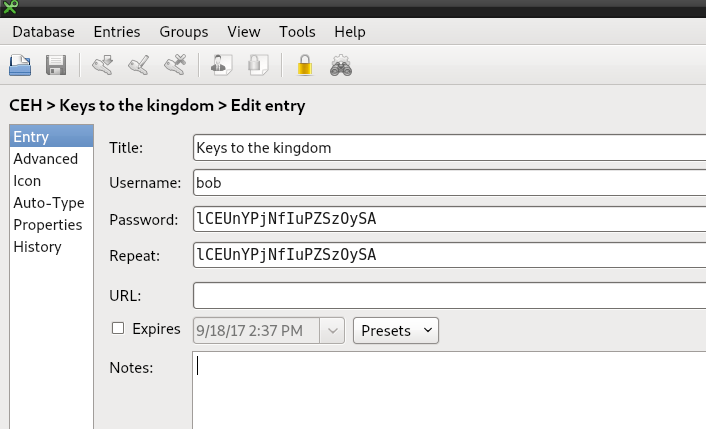 Database Entries Groups View Tools Help
CEH > Keys to the kingdom > Edit entry
Entry
Advanced
Icon
Auto-Type
Properties
History
Title: Keys to the kingdom
Username: bob
Password: lCEUnYPjNfIuPZSzOySA
Repeat: lCEUnYPjNfIuPZSzOySA
URL:
Expires 9/18/17 2:37 PM Presets
Notes: